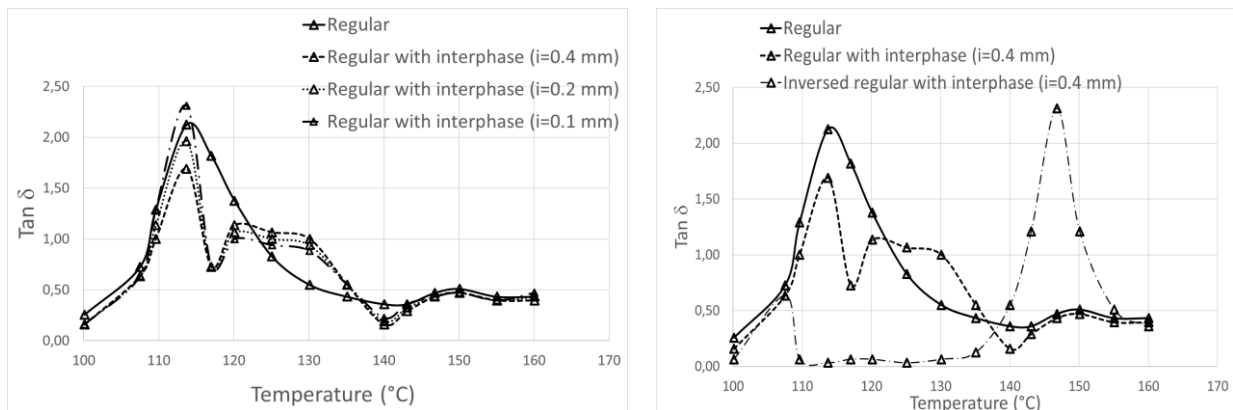 Regular
Regular with interphase (i=0.4 mm)
Regular with interphase (i=0.2 mm)
Regular with interphase (i=0.1 mm)
2,50
2,00
1,50
1,00
0,50
0,00
Tan δ
100 110 120 130 140 150 160 170
Temperature (°C)
Regular
Regular with interphase (i=0.4 mm)
Inversed regular with interphase (i=0.4 mm)
2,50
2,00
1,50
1,00
0,50
0,00
Tan δ
100 110 120 130 140 150 160 170
Temperature (°C)